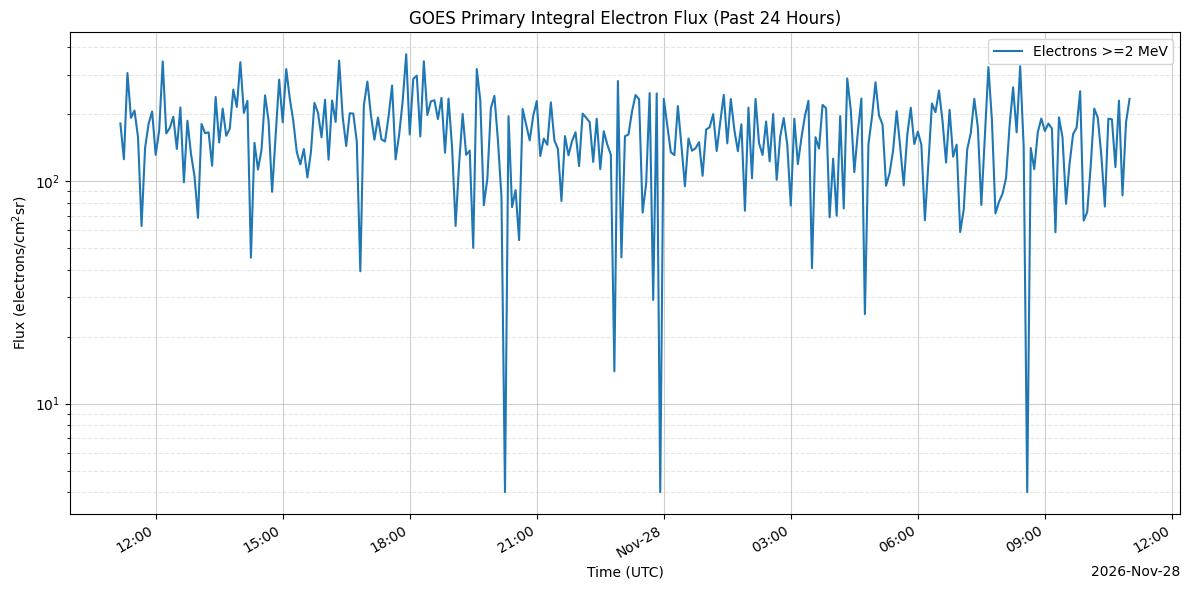 GOES Primary Integral Electron Flux (Past 24 Hours)
Electrons >=2 MeV
Flux (electrons/cm²sr)
10²
10¹
12:00
15:00
18:00
21:00
Nov-28
03:00
06:00
09:00
12:00
Time (UTC)
2026-Nov-28